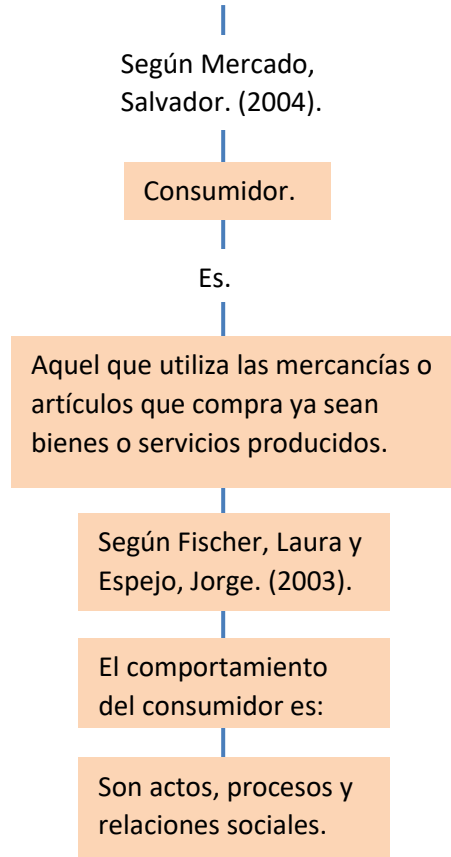 Según Mercado,
Salvador. (2004).
Consumidor.
Es.
Aquel que utiliza las mercancías o
artículos que compra ya sean
bienes o servicios producidos.
Según Fischer, Laura y
Espejo, Jorge. (2003).
El comportamiento
del consumidor es:
Son actos, procesos y
relaciones sociales.